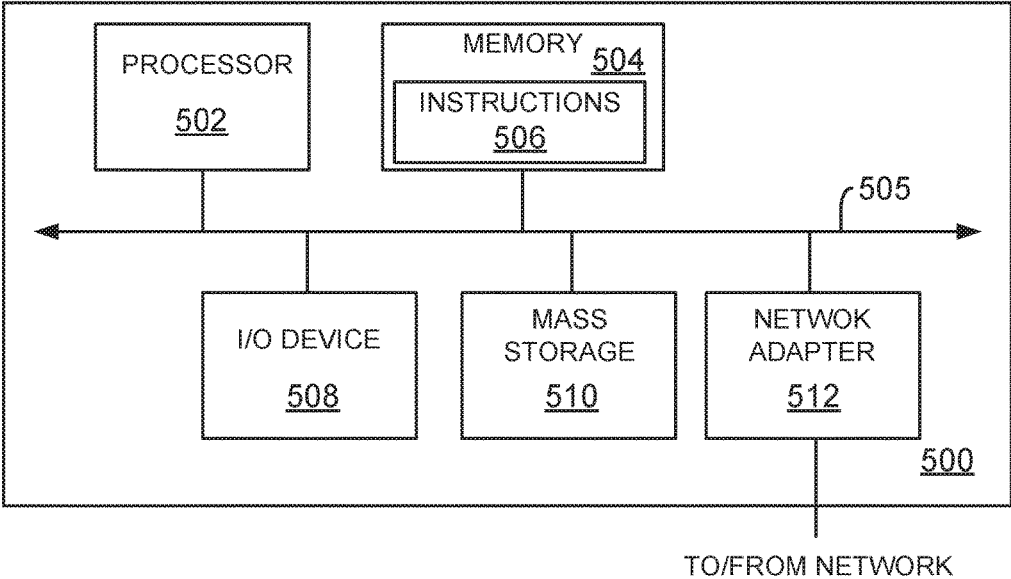 PROCESSOR
502
MEMORY
504
INSTRUCTIONS
506
505
I/O DEVICE
508
MASS
STORAGE
510
NETWOK
ADAPTER
512
500
TO/FROM NETWORK